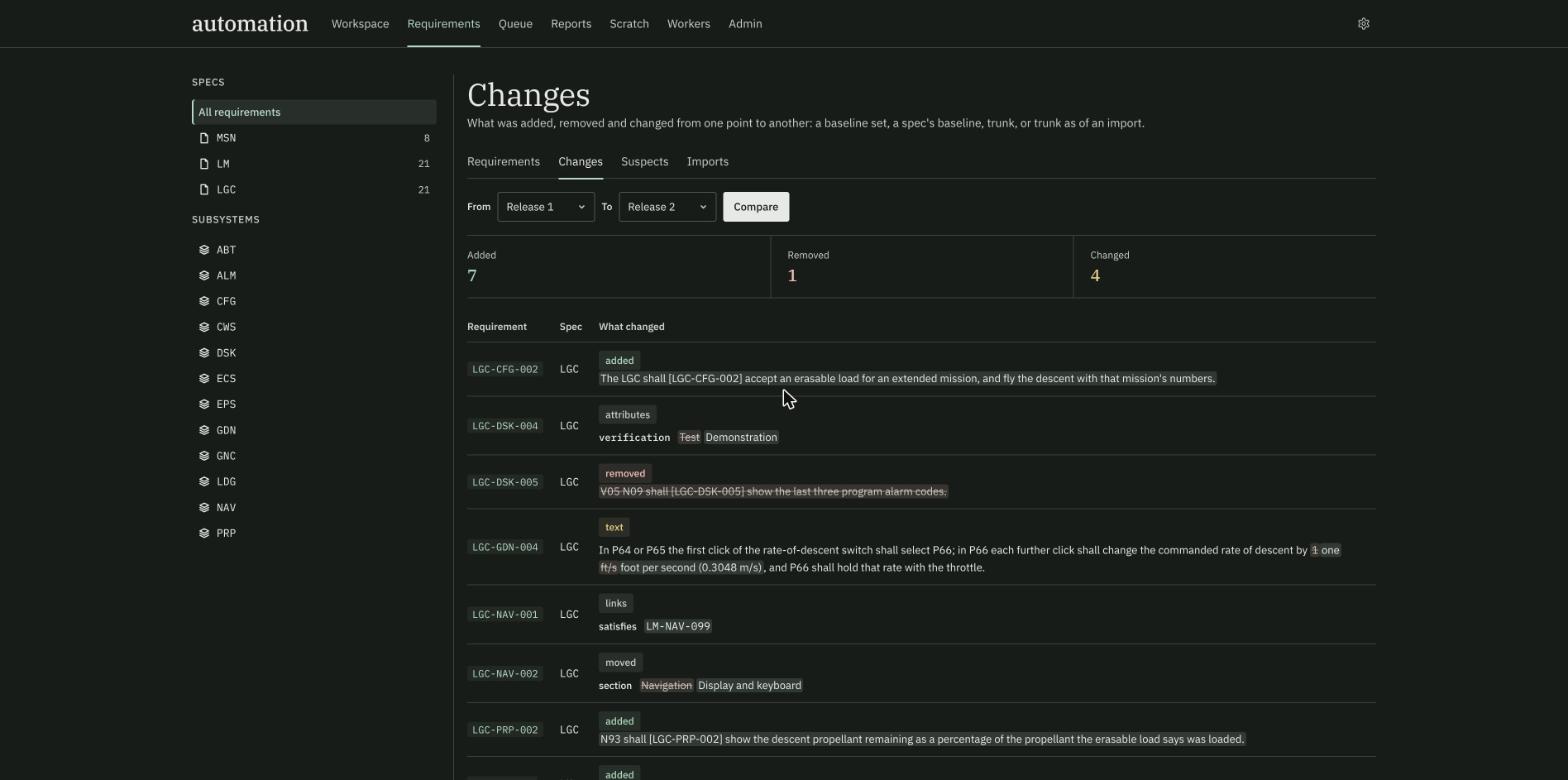 automation Workspace Requirements Queue Reports Scratch Workers Admin
SPECS
All requirements
MSN 8
LM 21
LGC 21
SUBSYSTEMS
ABT
ALM
CFG
CWS
DSK
ECS
EPS
GDN
GNC
LDG
NAV
PRP
Changes
What was added, removed and changed from one point to another: a baseline set, a spec's baseline, trunk, or trunk as of an import.
Requirements Changes Suspects Imports
From Release 1 To Release 2 Compare
Added Removed Changed
7 1 4
Requirement Spec What changed
added
LGC-CFG-002 LGC
The LGC shall [LGC-CFG-002] accept an erasable load for an extended mission, and fly the descent with that mission's numbers.
attributes
LGC-DSK-004 LGC
verification Test Demonstration
removed
LGC-DSK-005 LGC
V05 N09 shall [LGC-DSK-005] show the last three program alarm codes.
text
LGC-GDN-004 LGC
In P64 or P65 the first click of the rate-of-descent switch shall select P66; in P66 each further click shall change the commanded rate of descent by 1 one
ft/s foot per second (0.3048 m/s), and P66 shall hold that rate with the throttle.
links
LGC-NAV-001 LGC
satisfies LM-NAV-099
moved
LGC-NAV-002 LGC
section Navigation Display and keyboard
added
LGC-PRP-002 LGC
N93 shall [LGC-PRP-002] show the descent propellant remaining as a percentage of the propellant the erasable load says was loaded.
added